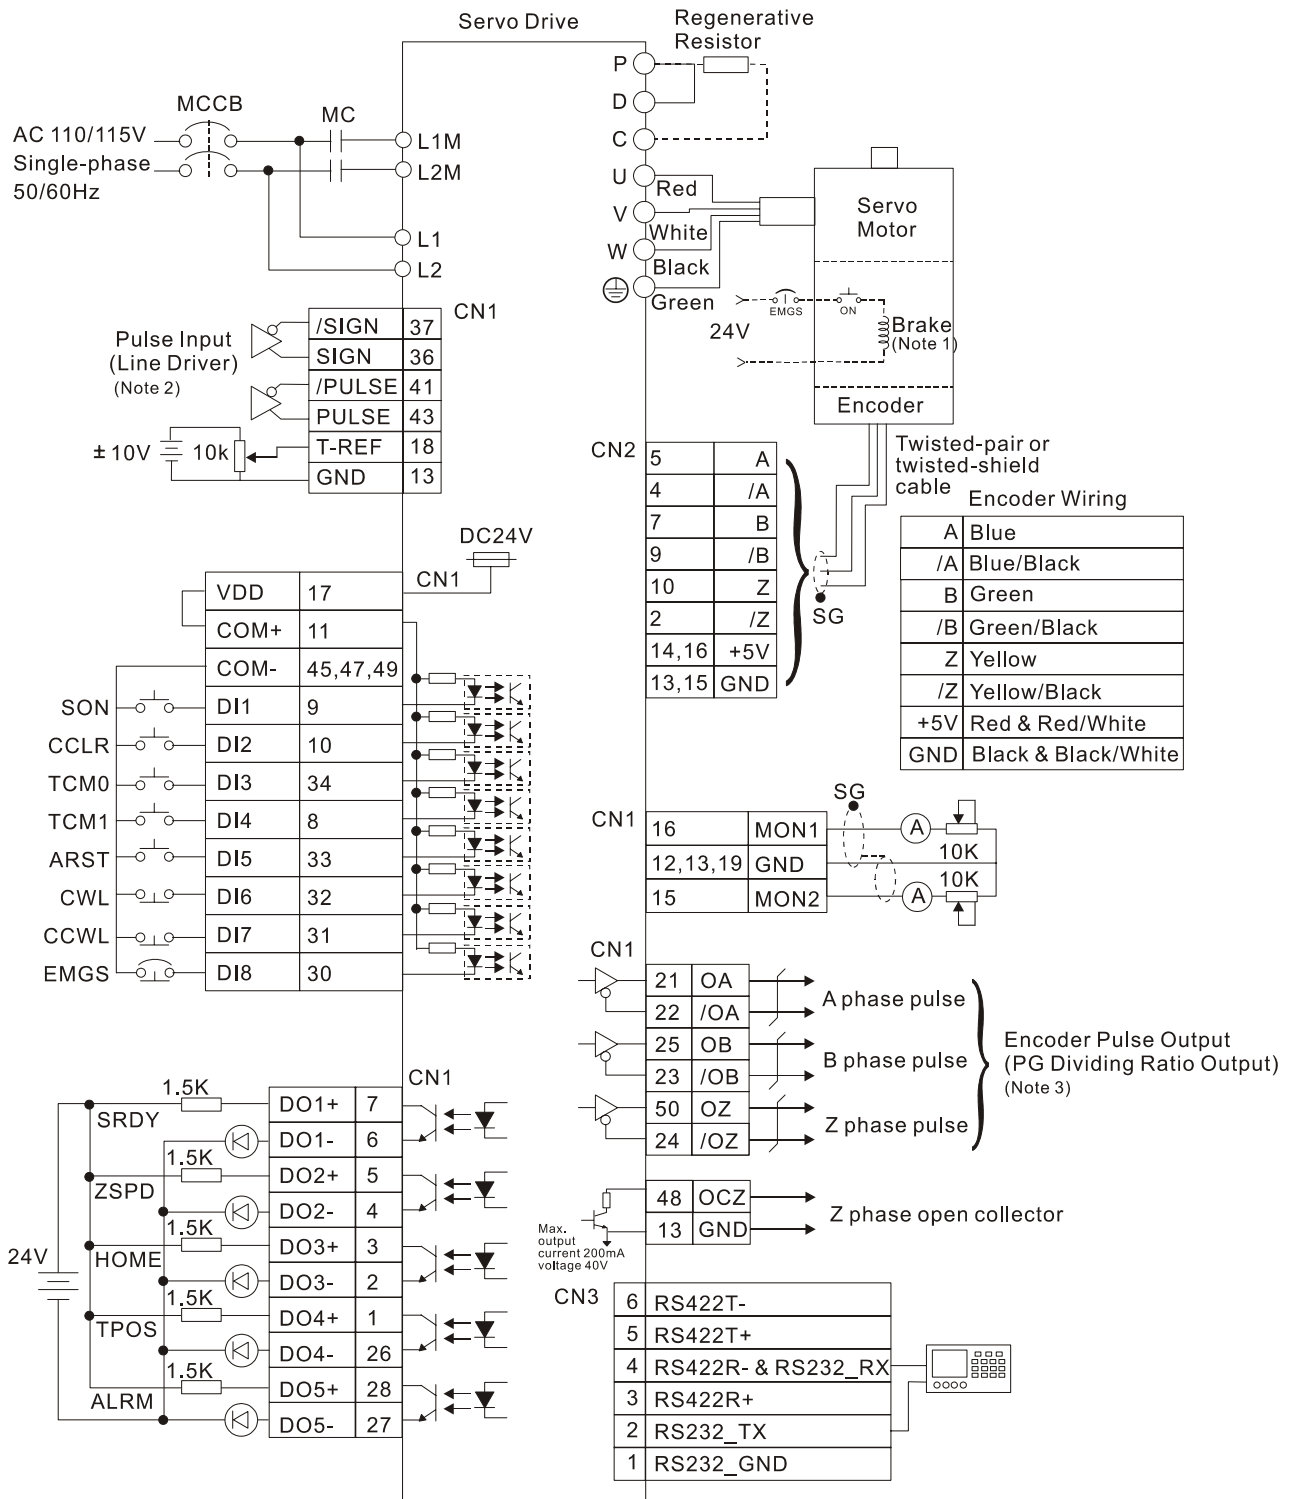 Servo Drive
Regenerative
Resistor
P
D
C
U
V
W
Red
White
Black
Green
MCCB
MC
AC 110/115V
Single-phase
50/60Hz
L1M
L2M
L1
L2
Servo
Motor
24V
EMGS
ON
Brake
(Note 1)
Encoder
CN1
Pulse Input
(Line Driver)
(Note 2)
/SIGN 37
SIGN 36
/PULSE 41
PULSE 43
T-REF 18
GND 13
± 10V
10k
Twisted-pair or
twisted-shield
cable
CN2
5 A
4 /A
7 B
9 /B
10 Z
2 /Z
14,16 +5V
13,15 GND
SG
Encoder Wiring
A Blue
/A Blue/Black
B Green
/B Green/Black
Z Yellow
/Z Yellow/Black
+5V Red & Red/White
GND Black & Black/White
DC24V
CN1
VDD 17
COM+ 11
COM- 45,47,49
SON DI1 9
CCLR DI2 10
TCM0 DI3 34
TCM1 DI4 8
ARST DI5 33
CWL DI6 32
CCWL DI7 31
EMGS DI8 30
SG
CN1
16 MON1 A 10K
12,13,19 GND
15 MON2 A 10K
CN1
21 OA
22 /OA
A phase pulse
25 OB
23 /OB
B phase pulse
50 OZ
24 /OZ
Z phase pulse
Encoder Pulse Output
(PG Dividing Ratio Output)
(Note 3)
48 OCZ
13 GND
Z phase open collector
Max.
output
current 200mA
voltage 40V
CN1
24V
SRDY 1.5K DO1+ 7
DO1- 6
ZSPD 1.5K DO2+ 5
DO2- 4
HOME 1.5K DO3+ 3
DO3- 2
TPOS 1.5K DO4+ 1
DO4- 26
ALRM 1.5K DO5+ 28
DO5- 27
CN3
6 RS422T-
5 RS422T+
4 RS422R- & RS232_RX
3 RS422R+
2 RS232_TX
1 RS232_GND